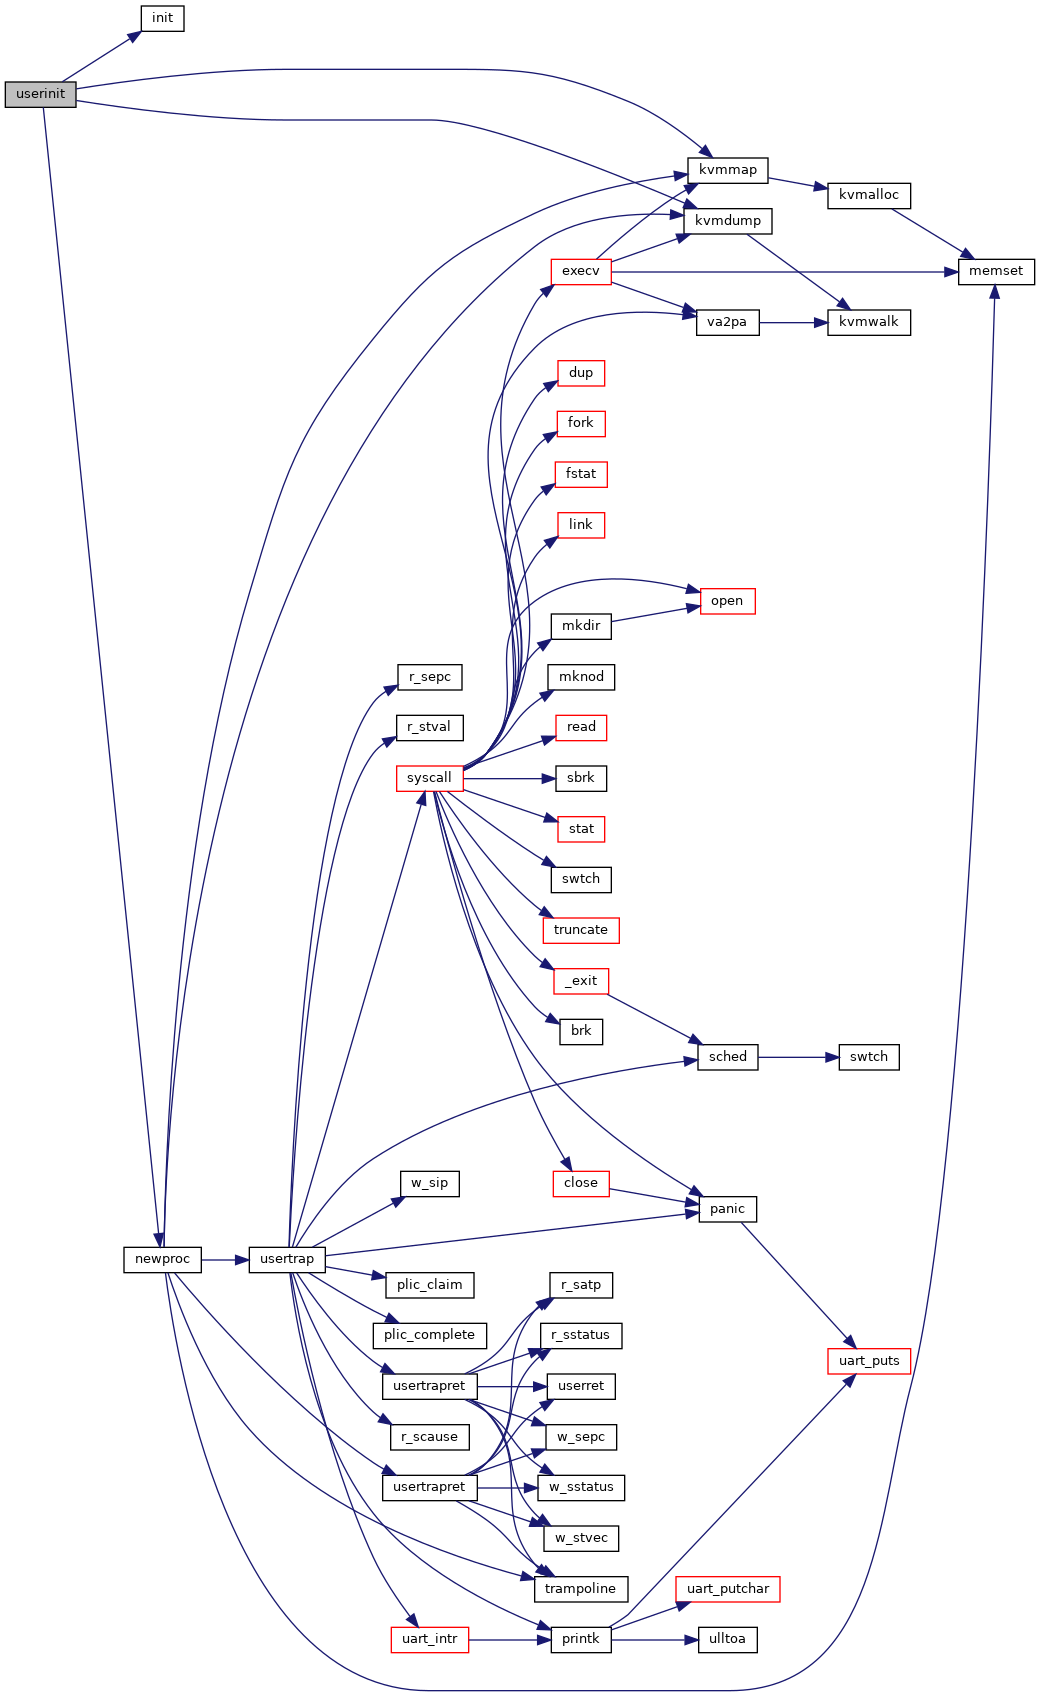 init
userinit
kvmmap
kvmalloc
kvmdump
execv
memset
va2pa
kvmwalk
dup
fork
fstat
link
open
mkdir
r_sepc
mknod
r_stval
read
syscall
sbrk
stat
swtch
truncate
_exit
brk
sched
swtch
w_sip
close
panic
newproc
usertrap
plic_claim
r_satp
plic_complete
r_sstatus
uart_puts
usertrapret
userret
r_scause
w_sepc
usertrapret
w_sstatus
w_stvec
trampoline
uart_putchar
uart_intr
printk
ulltoa